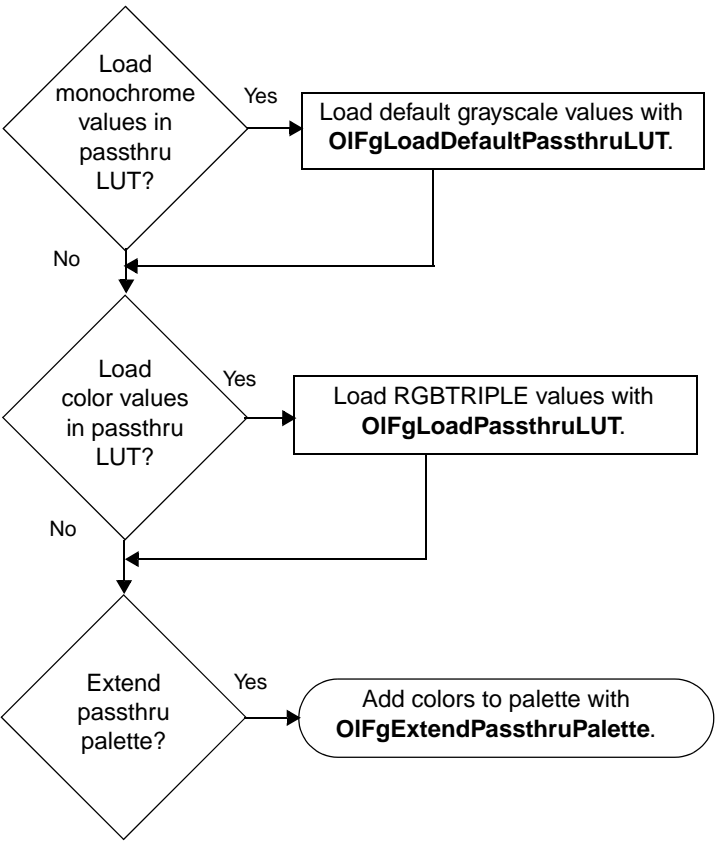 Load
monochrome
values in
passthru
LUT?
Yes
Load default grayscale values with
OlFgLoadDefaultPassthruLUT.
No
Load
color values
in passthru
LUT?
Yes
Load RGBTRIPLE values with
OlFgLoadPassthruLUT.
No
Extend
passthru
palette?
Yes
Add colors to palette with
OlFgExtendPassthruPalette.